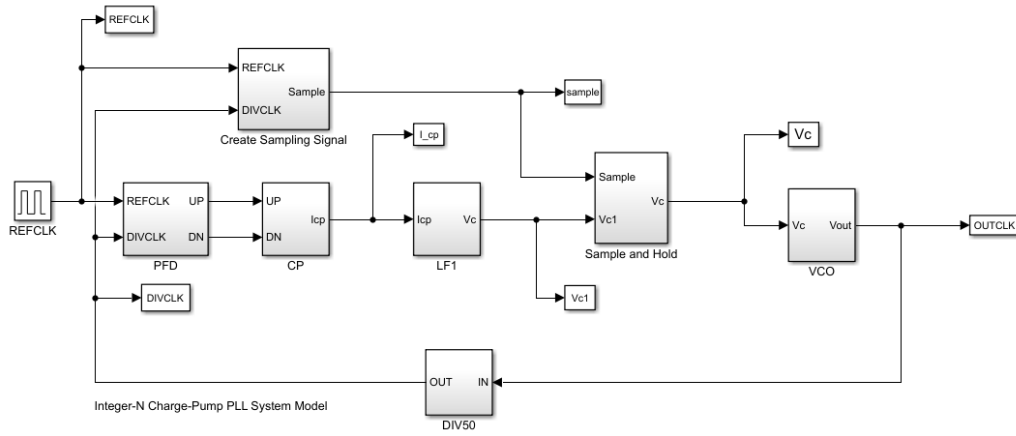 REFCLK
REFCLK
Sample
DIVCLK
Create Sampling Signal
sample
I_cp
Vc
REFCLK
REFCLK
UP
DIVCLK
DN
PFD
UP
Icp
DN
CP
Icp
Vc
LF1
Sample
Vc
Vc1
Sample and Hold
Vc
Vout
VCO
OUTCLK
DIVCLK
Vc1
OUT
IN
DIV50
Integer-N Charge-Pump PLL System Model